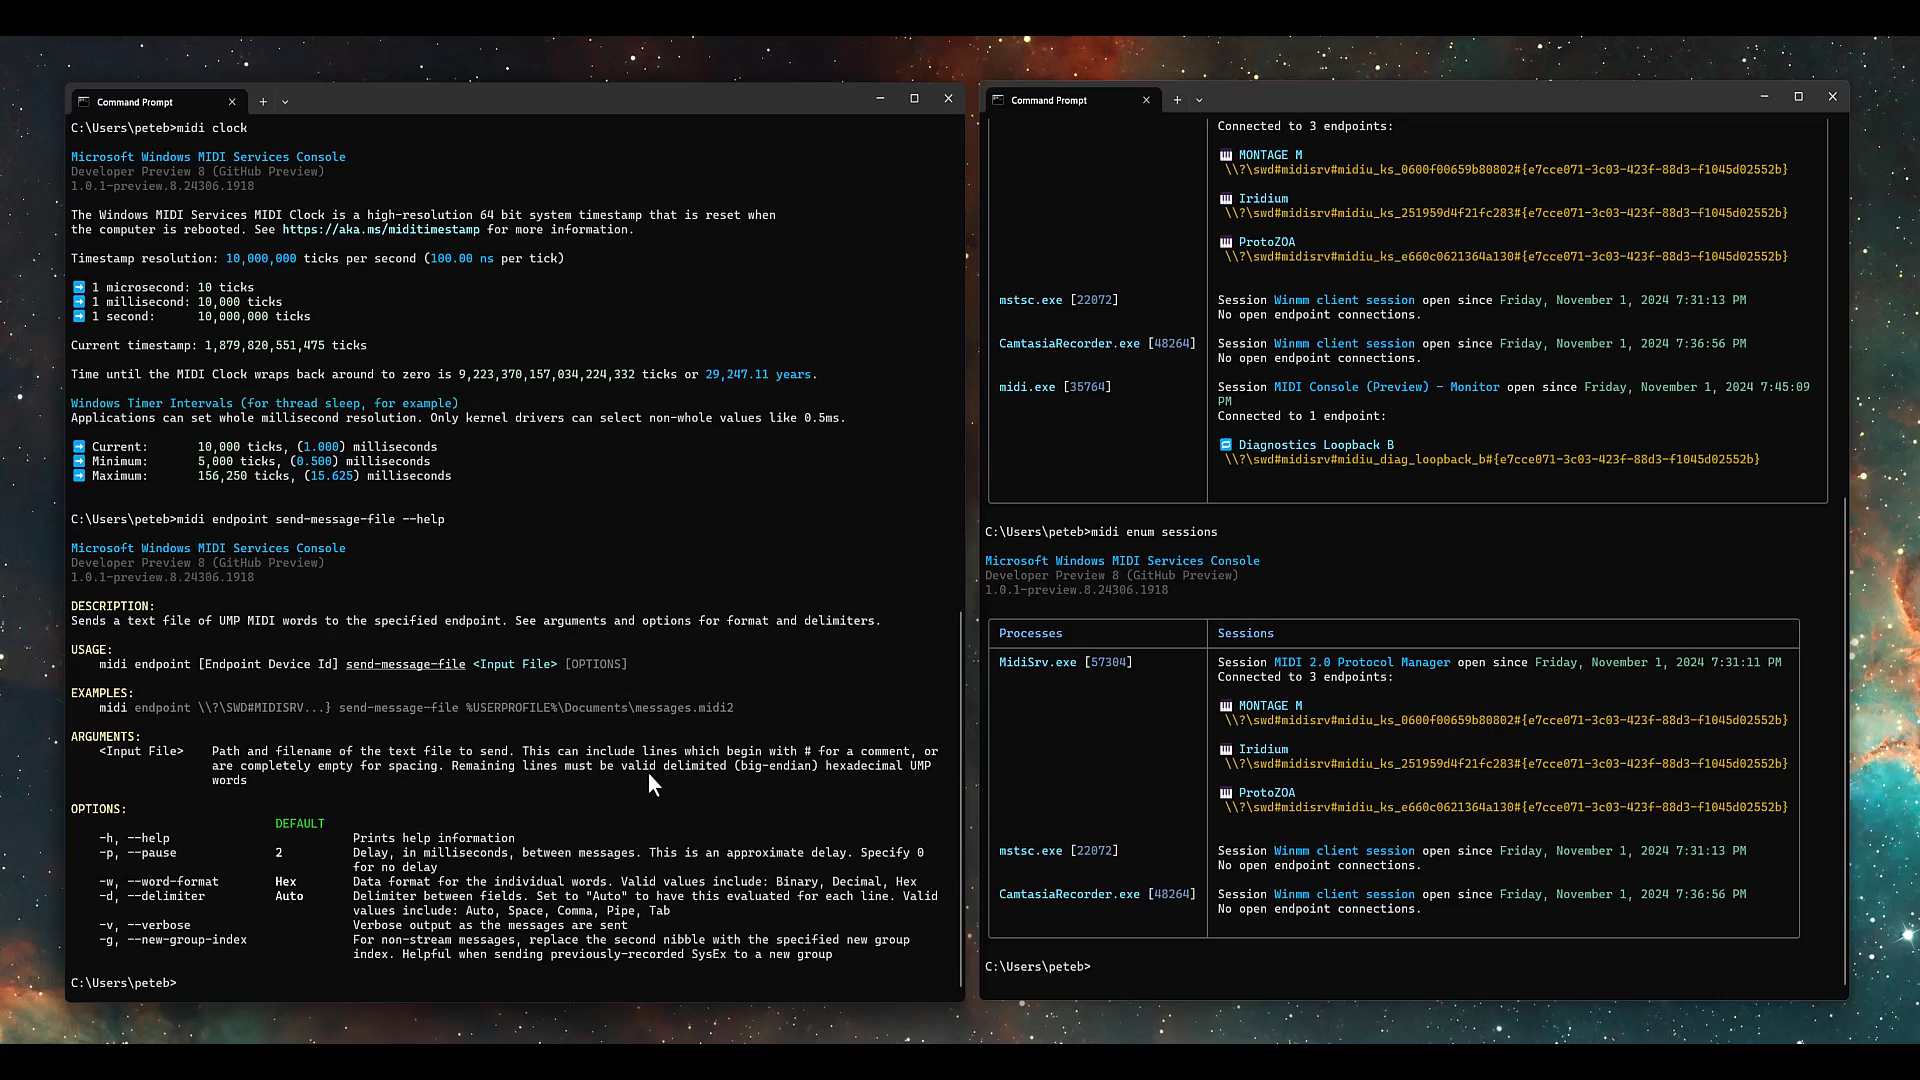 Command Prompt
C:\Users\peteb>midi clock
Microsoft Windows MIDI Services Console
Developer Preview 8 (GitHub Preview)
1.0.1-preview.8.24306.1918
The Windows MIDI Services MIDI Clock is a high-resolution 64 bit system timestamp that is reset when
the computer is rebooted. See https://aka.ms/miditimestamp for more information.
Timestamp resolution: 10,000,000 ticks per second (100.00 ns per tick)
1 microsecond: 10 ticks
1 millisecond: 10,000 ticks
1 second: 10,000,000 ticks
Current timestamp: 1,879,820,551,475 ticks
Time until the MIDI Clock wraps back around to zero is 9,223,370,157,034,224,332 ticks or 29,247.11 years.
Windows Timer Intervals (for thread sleep, for example)
Applications can set whole millisecond resolution. Only kernel drivers can select non-whole values like 0.5ms.
Current: 10,000 ticks, (1.000) milliseconds
Minimum: 5,000 ticks, (0.500) milliseconds
Maximum: 156,250 ticks, (15.625) milliseconds
C:\Users\peteb>midi endpoint send-message-file --help
Microsoft Windows MIDI Services Console
Developer Preview 8 (GitHub Preview)
1.0.1-preview.8.24306.1918
DESCRIPTION:
Sends a text file of UMP MIDI words to the specified endpoint. See arguments and options for format and delimiters.
USAGE:
midi endpoint [Endpoint Device Id] send-message-file <Input File> [OPTIONS]
EXAMPLES:
midi endpoint \\?\SWD#MIDISRV...} send-message-file %USERPROFILE%\Documents\messages.midi2
ARGUMENTS:
<Input File> Path and filename of the text file to send. This can include lines which begin with # for a comment, or
are completely empty for spacing. Remaining lines must be valid delimited (big-endian) hexadecimal UMP
words
OPTIONS:
DEFAULT
-h, --help Prints help information
-p, --pause 2 Delay, in milliseconds, between messages. This is an approximate delay. Specify 0
for no delay
-w, --word-format Hex Data format for the individual words. Valid values include: Binary, Decimal, Hex
-d, --delimiter Auto Delimiter between fields. Set to "Auto" to have this evaluated for each line. Valid
values include: Auto, Space, Comma, Pipe, Tab
-v, --verbose Verbose output as the messages are sent
-g, --new-group-index For non-stream messages, replace the second nibble with the specified new group
index. Helpful when sending previously-recorded SysEx to a new group
C:\Users\peteb>
Command Prompt
Connected to 3 endpoints:
MONTAGE M
\\?\swd#midisrv#midiu_ks_0600f00659b80802#{e7cce071-3c03-423f-88d3-f1045d02552b}
Iridium
\\?\swd#midisrv#midiu_ks_251959d4f21fc283#{e7cce071-3c03-423f-88d3-f1045d02552b}
ProtoZOA
\\?\swd#midisrv#midiu_ks_e660c0621364a130#{e7cce071-3c03-423f-88d3-f1045d02552b}
mstsc.exe [22072] Session Winmm client session open since Friday, November 1, 2024 7:31:13 PM
No open endpoint connections.
CamtasiaRecorder.exe [48264] Session Winmm client session open since Friday, November 1, 2024 7:36:56 PM
No open endpoint connections.
midi.exe [35764] Session MIDI Console (Preview) - Monitor open since Friday, November 1, 2024 7:45:09
PM
Connected to 1 endpoint:
Diagnostics Loopback B
\\?\swd#midisrv#midiu_diag_loopback_b#{e7cce071-3c03-423f-88d3-f1045d02552b}
C:\Users\peteb>midi enum sessions
Microsoft Windows MIDI Services Console
Developer Preview 8 (GitHub Preview)
1.0.1-preview.8.24306.1918
Processes Sessions
MidiSrv.exe [57304] Session MIDI 2.0 Protocol Manager open since Friday, November 1, 2024 7:31:11 PM
Connected to 3 endpoints:
MONTAGE M
\\?\swd#midisrv#midiu_ks_0600f00659b80802#{e7cce071-3c03-423f-88d3-f1045d02552b}
Iridium
\\?\swd#midisrv#midiu_ks_251959d4f21fc283#{e7cce071-3c03-423f-88d3-f1045d02552b}
ProtoZOA
\\?\swd#midisrv#midiu_ks_e660c0621364a130#{e7cce071-3c03-423f-88d3-f1045d02552b}
mstsc.exe [22072] Session Winmm client session open since Friday, November 1, 2024 7:31:13 PM
No open endpoint connections.
CamtasiaRecorder.exe [48264] Session Winmm client session open since Friday, November 1, 2024 7:36:56 PM
No open endpoint connections.
C:\Users\peteb>